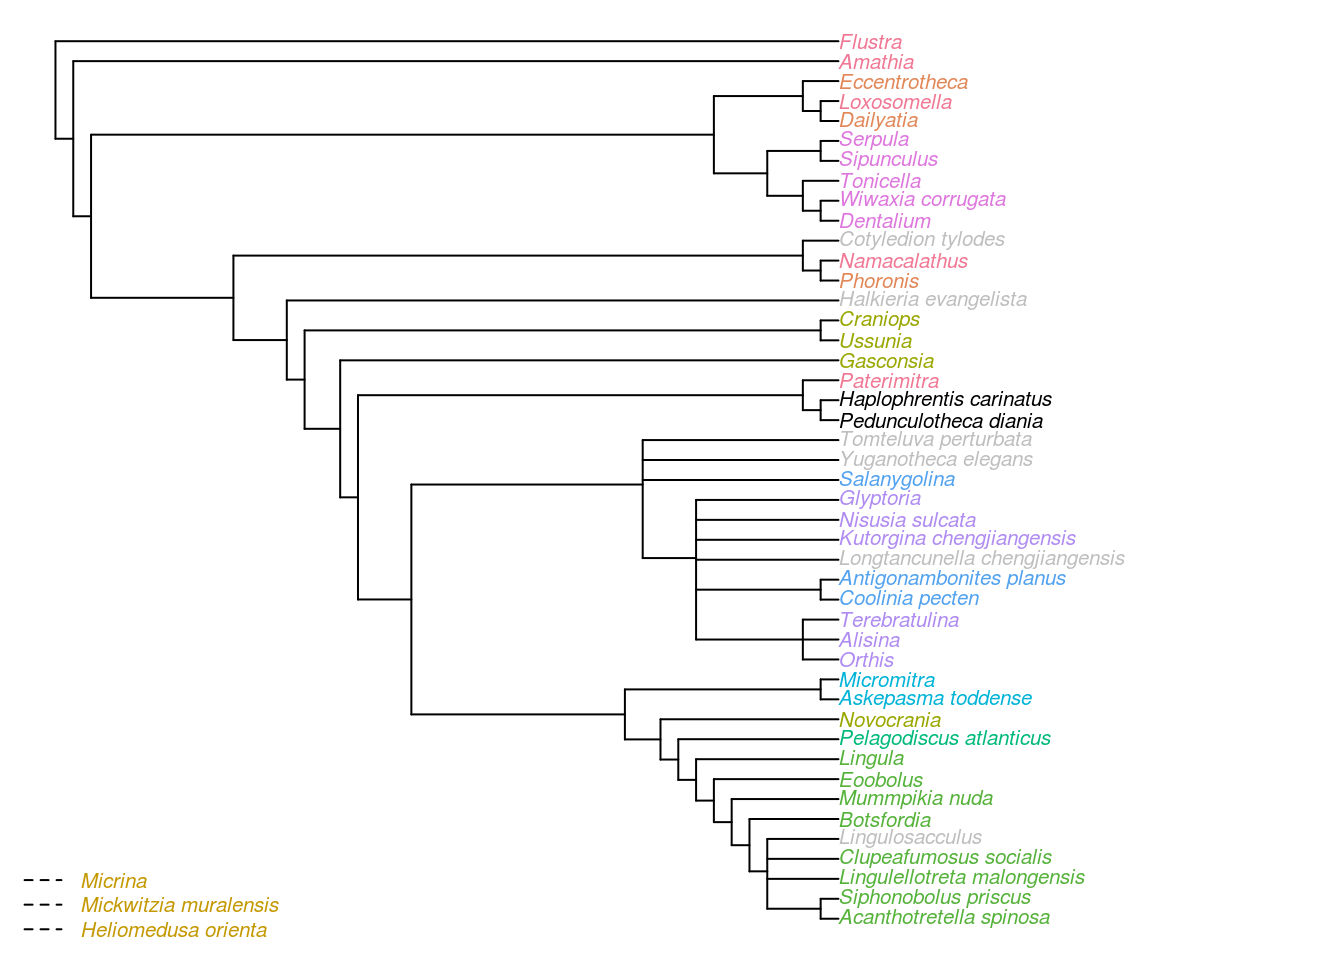 Flustra
Amathia
Eccentrotheca
Loxosomella
Dailyatia
Serpula
Sipunculus
Tonicella
Wiwaxia corrugata
Dentalium
Cotyledion tylodes
Namacalathus
Phoronis
Halkieria evangelista
Craniops
Ussunia
Gasconsia
Paterimitra
Haplophrentis carinatus
Pedunculotheca diania
Tomteluva perturbata
Yuganotheca elegans
Salanygolina
Glyptoria
Nisusia sulcata
Kutorgina chengjiangensis
Longtancunella chengjiangensis
Antigonambonites planus
Coolinia pecten
Terebratulina
Alisina
Orthis
Micromitra
Askepasma toddense
Novocrania
Pelagodiscus atlanticus
Lingula
Eoobolus
Mummpikia nuda
Botsfordia
Lingulosacculus
Clupeafumosus socialis
Lingulellotreta malongensis
Siphonobolus priscus
Acanthotretella spinosa
Micrina
Mickwitzia muralensis
Heliomedusa orienta